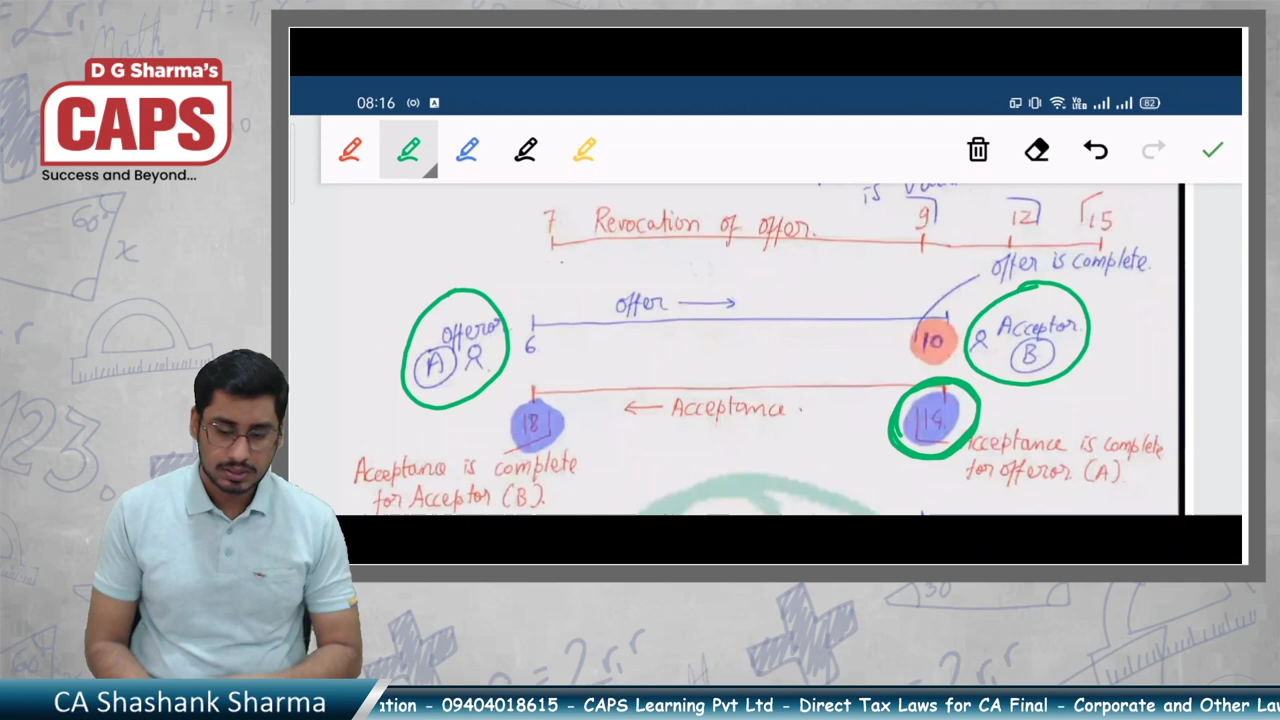 D G Sharma's
CAPS
Success and Beyond...
08:16
82
is
7 Revocation of offer. 9 12 15
offer is complete.
offer →
offeror
A
6
10
Acceptor
B
← Acceptance.
18
Acceptance is complete
for Acceptor (B).
Acceptance is complete
for offeror (A).
CA Shashank Sharma
ation - 09404018615 - CAPS Learning Pvt Ltd - Direct Tax Laws for CA Final - Corporate and Other La